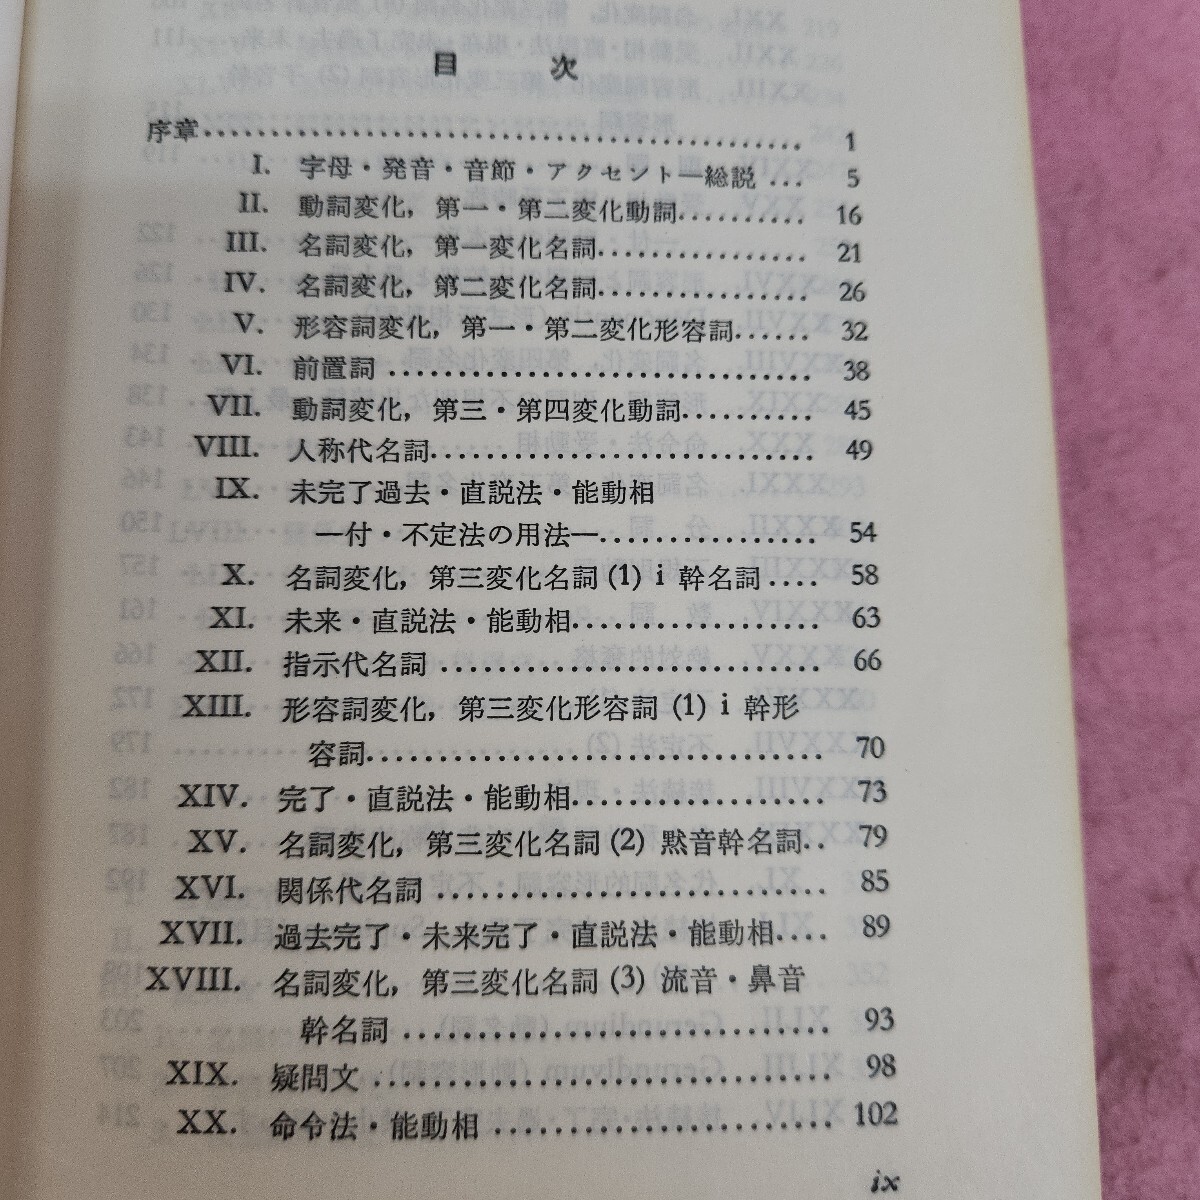 目 次
序章 1
I. 字母・発音・音節・アクセント―総説 5
II. 動詞変化, 第一・第二変化動詞 16
III. 名詞変化, 第一変化名詞 21
IV. 名詞変化, 第二変化名詞 26
V. 形容詞変化, 第一・第二変化形容詞 32
VI. 前置詞 38
VII. 動詞変化, 第三・第四変化動詞 45
VIII. 人称代名詞 49
IX. 未完了過去・直説法・能動相
―付・不定法の用法― 54
X. 名詞変化, 第三変化名詞 (1) i 幹名詞 58
XI. 未来・直説法・能動相 63
XII. 指示代名詞 66
XIII. 形容詞変化, 第三変化形容詞 (1) i 幹形
容詞 70
XIV. 完了・直説法・能動相 73
XV. 名詞変化, 第三変化名詞 (2) 黙音幹名詞 79
XVI. 関係代名詞 85
XVII. 過去完了・未来完了・直説法・能動相 89
XVIII. 名詞変化, 第三変化名詞 (3) 流音・鼻音
幹名詞 93
XIX. 疑問文 98
XX. 命令法・能動相 102
ix